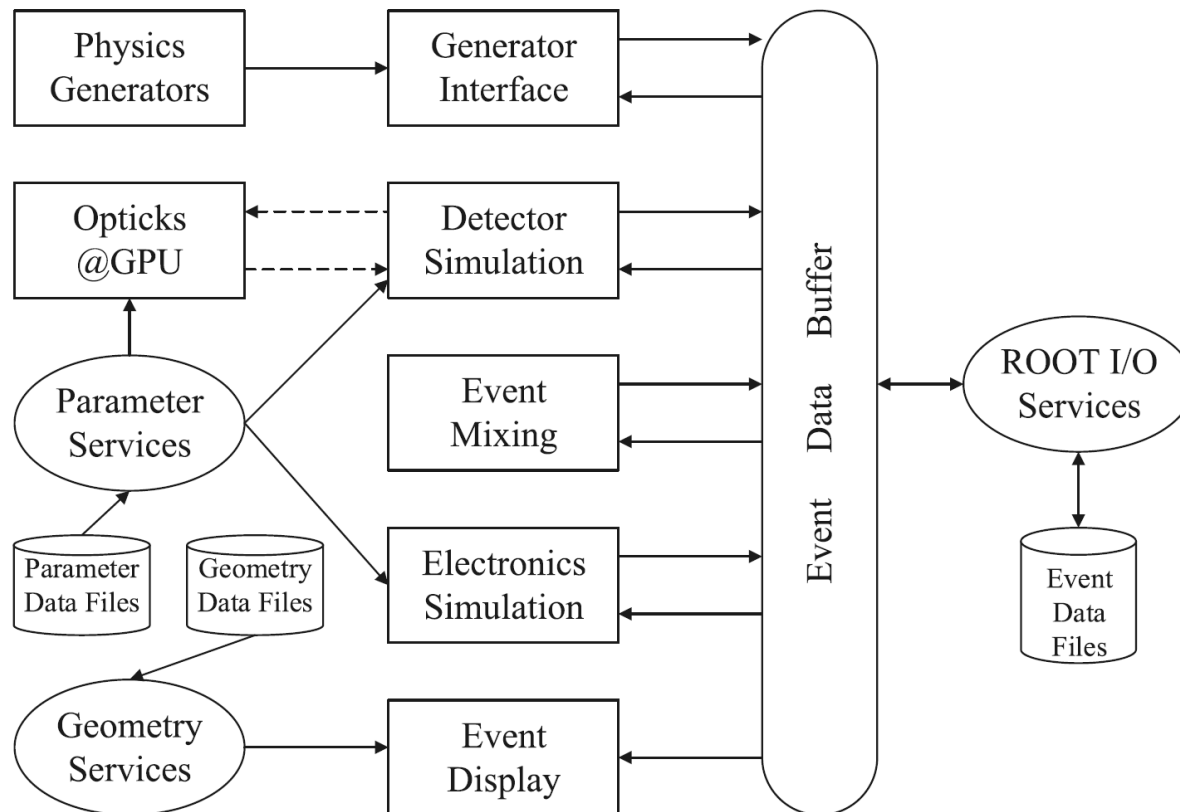 Physics
Generators
Generator
Interface
Opticks
@GPU
Detector
Simulation
Parameter
Services
Event
Mixing
Parameter
Data Files
Geometry
Data Files
Electronics
Simulation
Geometry
Services
Event
Display
Event Data Buffer
ROOT I/O
Services
Event
Data
Files